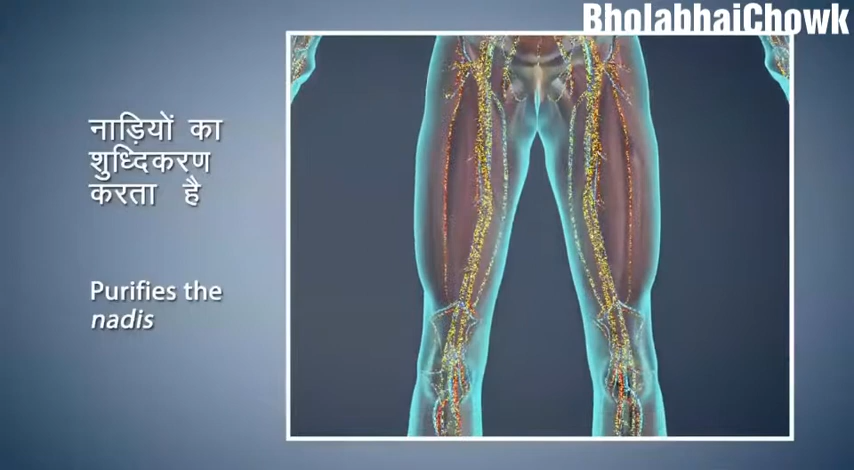 BholabhaiChowk
नाड़ियों का
शुध्दिकरण
करता है
Purifies the
nadis